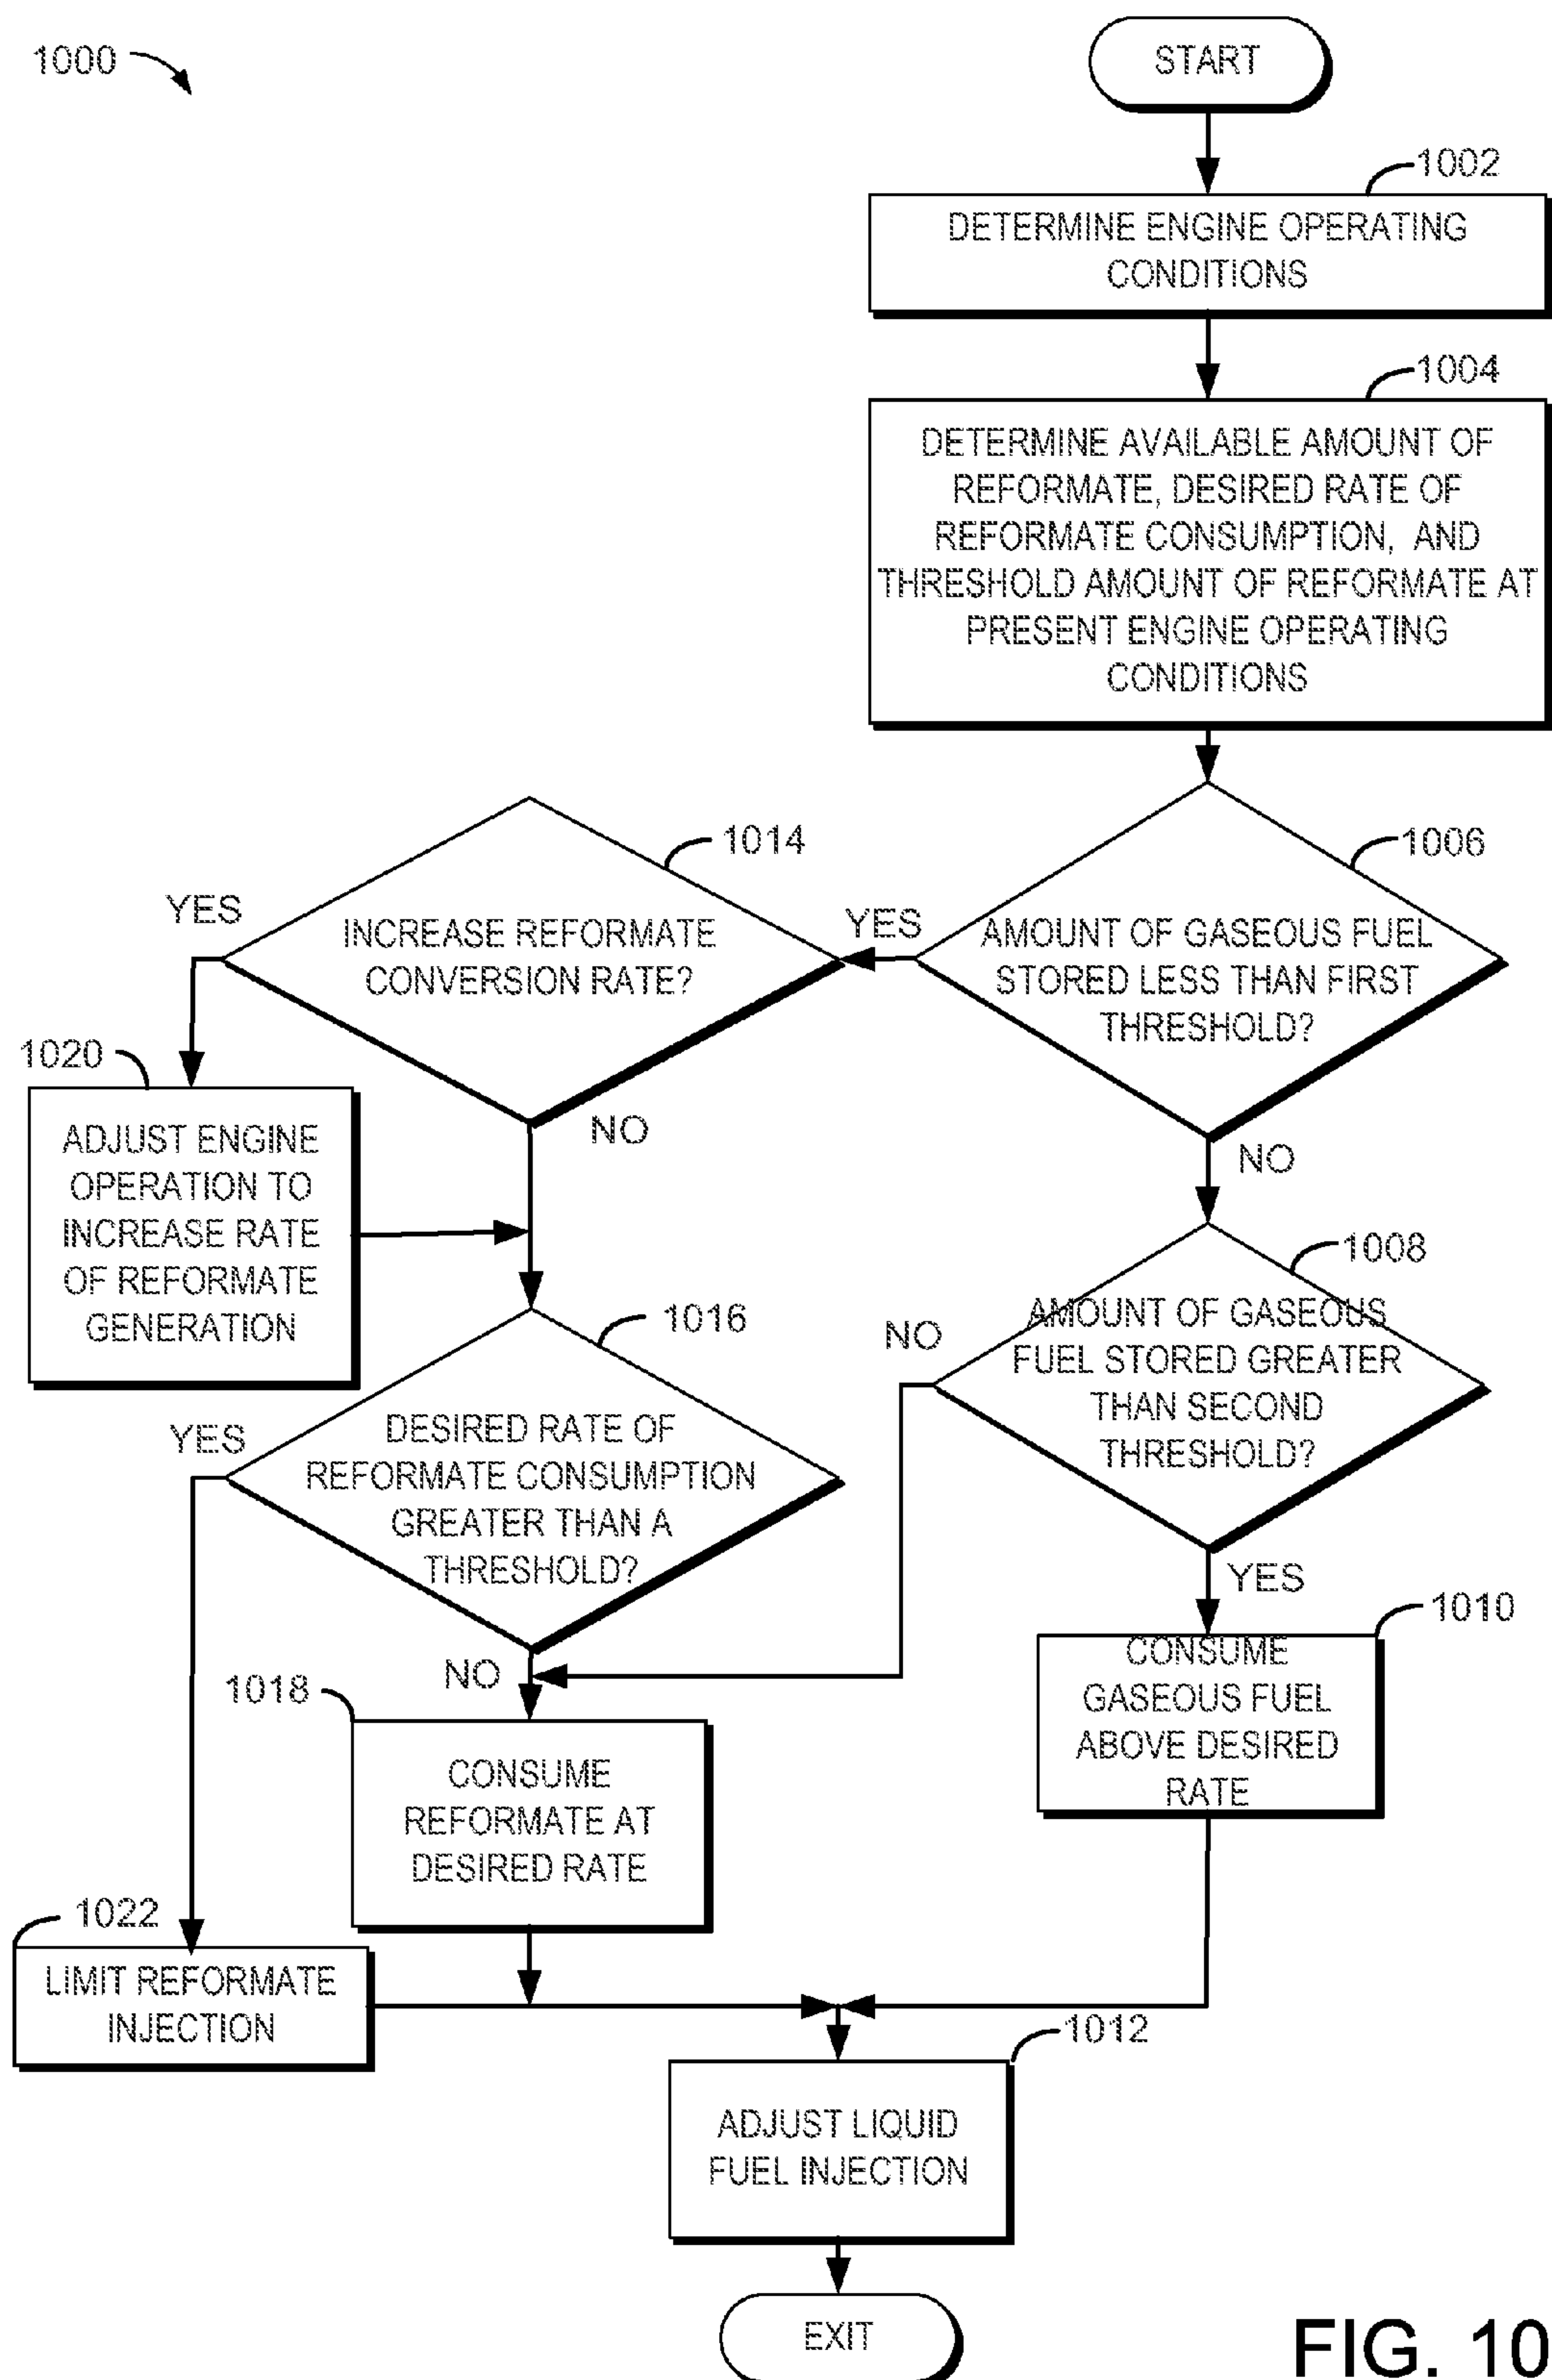 1000
START
1002
DETERMINE ENGINE OPERATING
CONDITIONS
1004
DETERMINE AVAILABLE AMOUNT OF
REFORMATE, DESIRED RATE OF
REFORMATE CONSUMPTION, AND
THRESHOLD AMOUNT OF REFORMATE AT
PRESENT ENGINE OPERATING
CONDITIONS
1006
AMOUNT OF GASEOUS FUEL
STORED LESS THAN FIRST
THRESHOLD?
YES
NO
1014
INCREASE REFORMATE
CONVERSION RATE?
YES
NO
1020
ADJUST ENGINE
OPERATION TO
INCREASE RATE
OF REFORMATE
GENERATION
1008
AMOUNT OF GASEOUS
FUEL STORED GREATER
THAN SECOND
THRESHOLD?
NO
YES
1016
DESIRED RATE OF
REFORMATE CONSUMPTION
GREATER THAN A
THRESHOLD?
YES
NO
1010
CONSUME
GASEOUS FUEL
ABOVE DESIRED
RATE
1018
CONSUME
REFORMATE AT
DESIRED RATE
1022
LIMIT REFORMATE
INJECTION
1012
ADJUST LIQUID
FUEL INJECTION
EXIT
FIG. 10